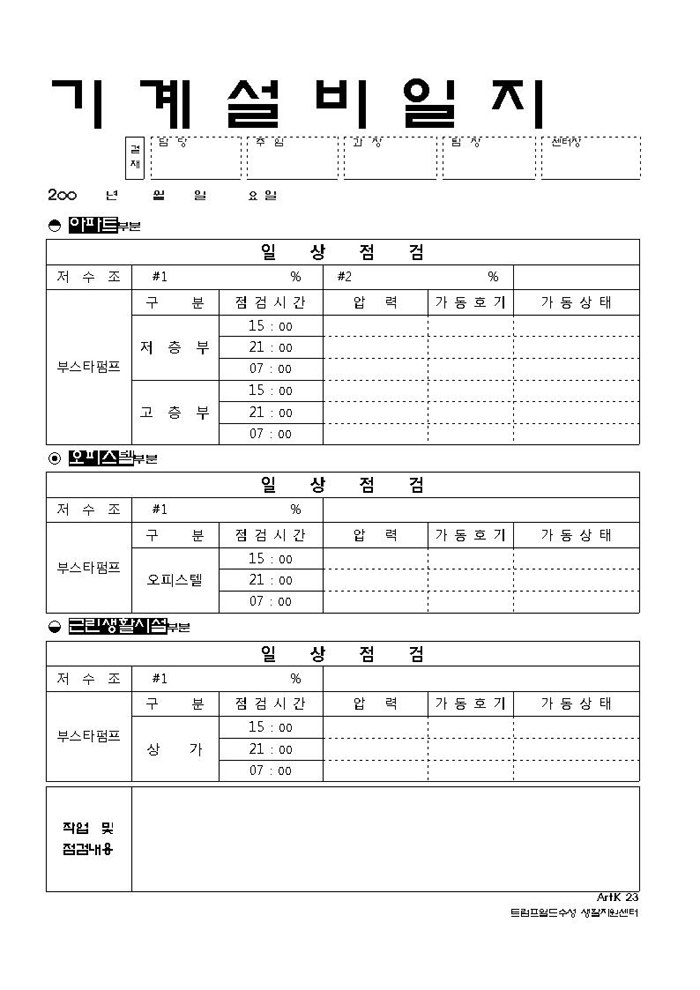 기 계 설 비 일 지
결재 담 당 주 임 과 장 팀 장 센터장
200 년 월 일 요 일
아파트부분
일 상 점 검
저 수 조 #1 % #2 %
구 분 점 검 시 간 압 력 가 동 호 기 가 동 상 태
부스타펌프
저 층 부
15 : 00
21 : 00
07 : 00
고 층 부
15 : 00
21 : 00
07 : 00
오피스텔부분
일 상 점 검
저 수 조 #1 %
구 분 점 검 시 간 압 력 가 동 호 기 가 동 상 태
부스타펌프
오피스텔
15 : 00
21 : 00
07 : 00
근린생활시설부분
일 상 점 검
저 수 조 #1 %
구 분 점 검 시 간 압 력 가 동 호 기 가 동 상 태
부스타펌프
상 가
15 : 00
21 : 00
07 : 00
작업 및
점검내용
ArtK 23
트럼프월드수성 생활지원센터